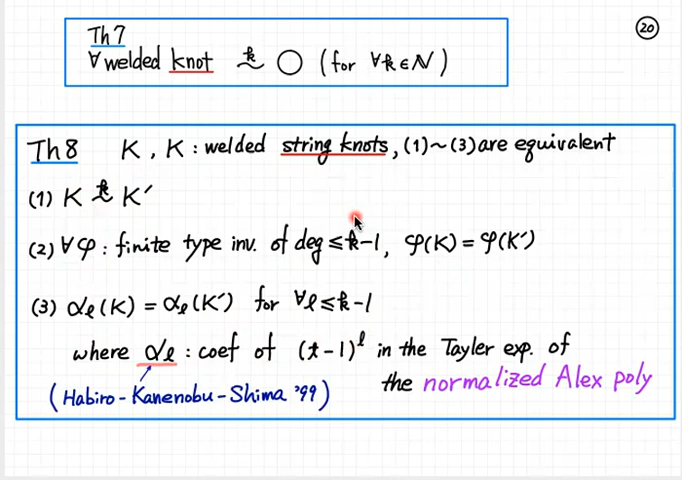 ⑳
Th7
∀welded knot ~^k ○ (for ∀k∈N)
Th8 K, K : welded string knots, (1)~(3) are equivalent
(1) K ~^k K'
(2) ∀φ : finite type inv. of deg ≤ k-1, φ(K) = φ(K')
(3) αℓ(K) = αℓ(K') for ∀ℓ ≤ k-1
where αℓ : coef of (t-1)^ℓ in the Tayler exp. of
the normalized Alex poly
(Habiro-Kanenobu-Shima '99)